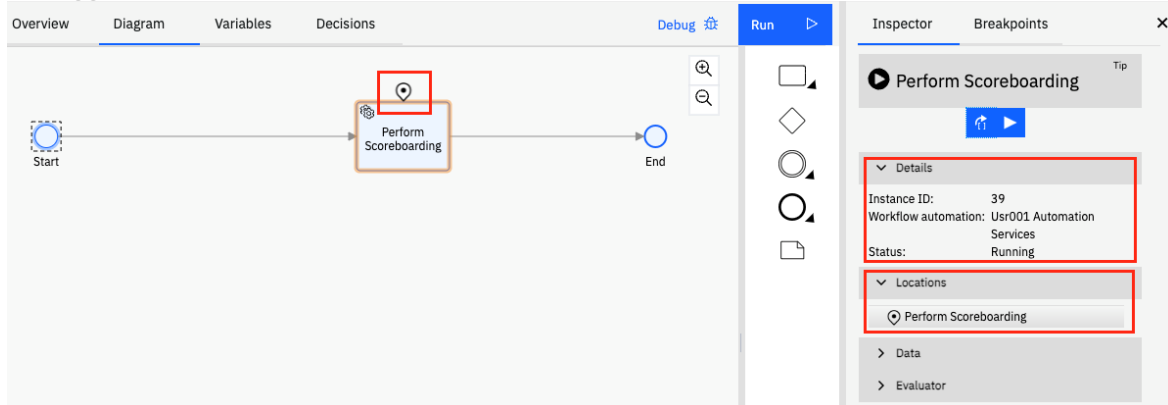 Overview Diagram Variables Decisions Debug Run
Start
Perform
Scoreboarding
End
Inspector Breakpoints
Perform Scoreboarding Tip
Details
Instance ID: 39
Workflow automation: Usr001 Automation
Services
Status: Running
Locations
Perform Scoreboarding
Data
Evaluator